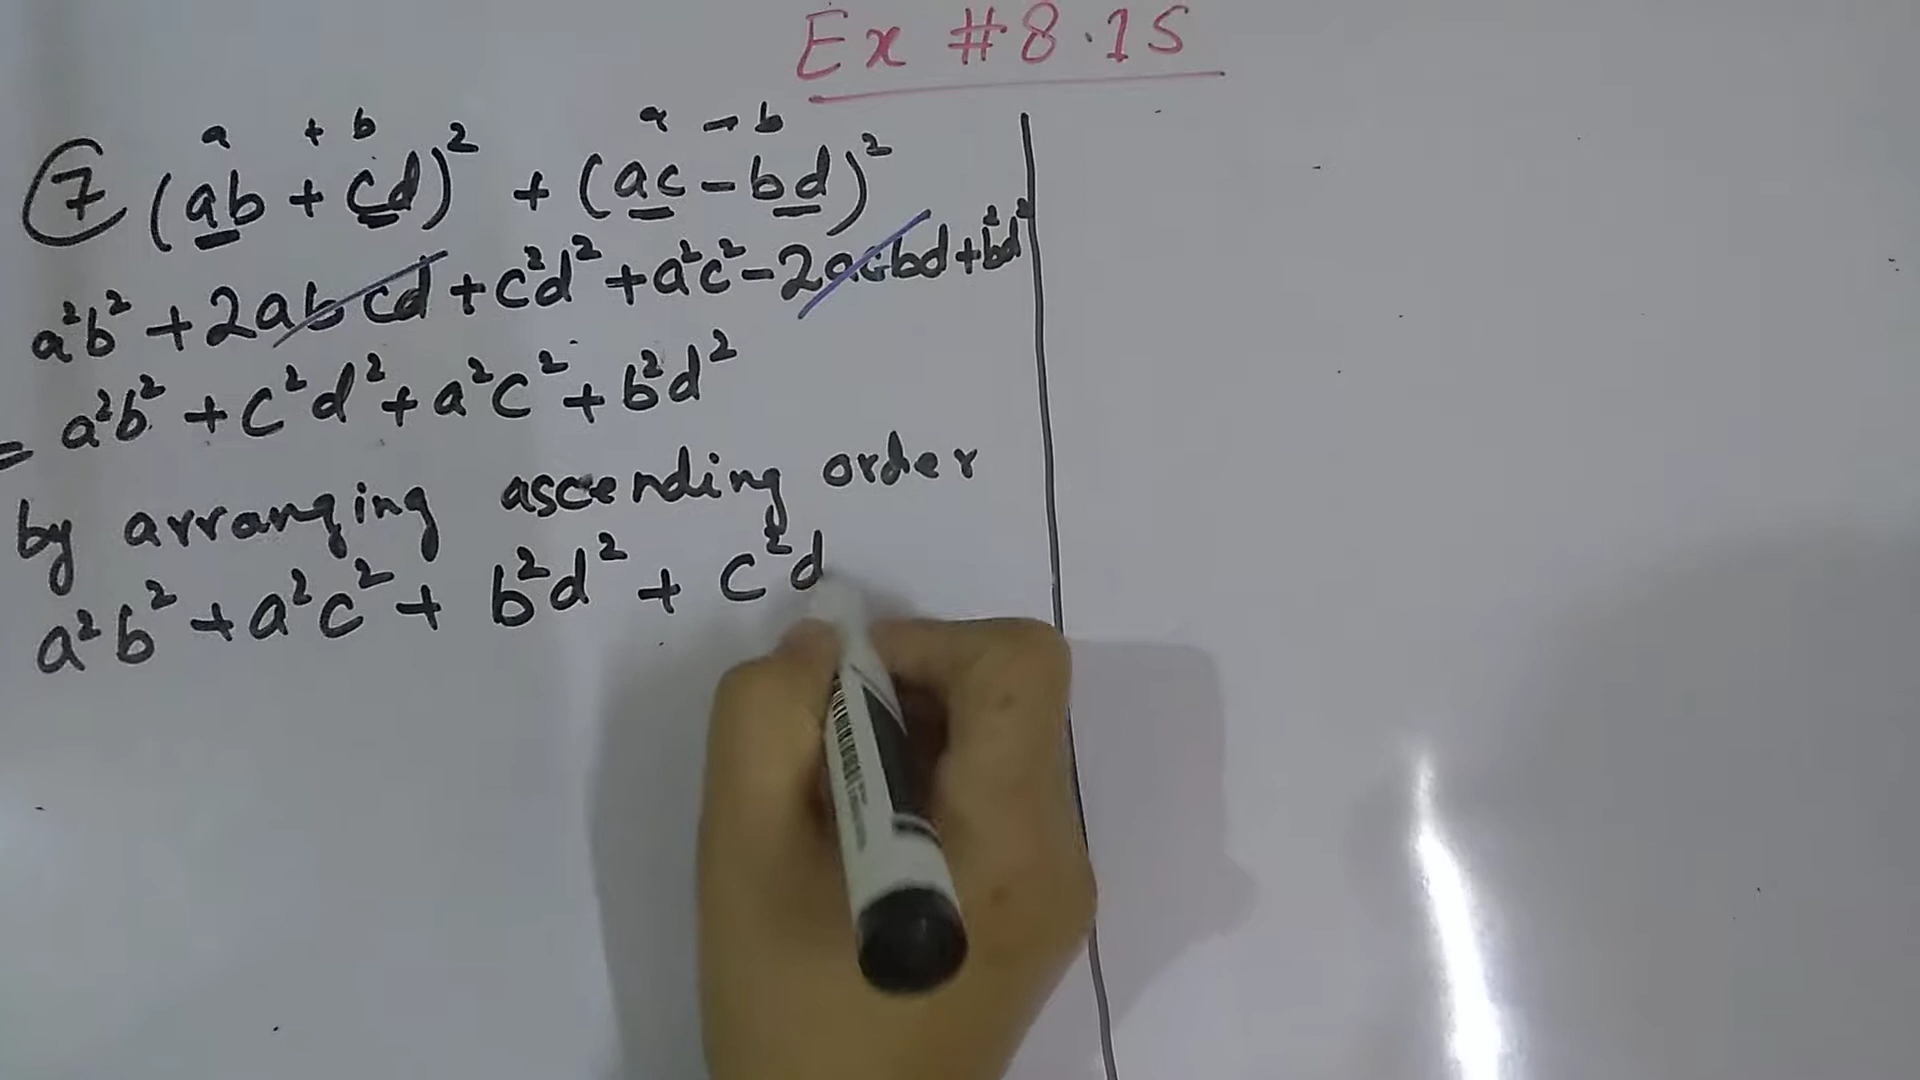 Ex #8.15
a + b a - b
⑦ (ab + cd)² + (ac - bd)²
a²b² + 2abcd + c²d² + a²c² - 2acbd + b²d²
= a²b² + c²d² + a²c² + b²d²
by arranging ascending order
a²b² + a²c² + b²d² + c²d